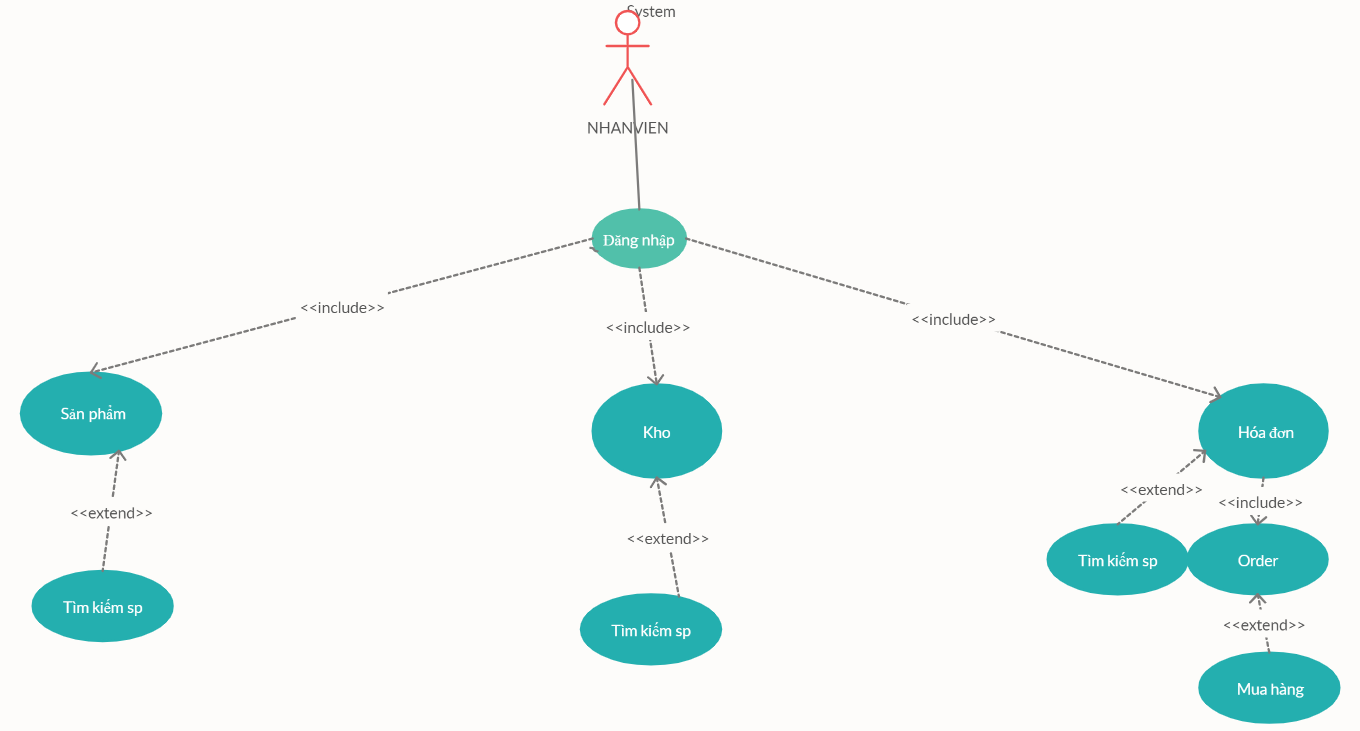 System
NHANVIEN
Đăng nhập
<<include>>
<<include>>
<<include>>
Sản phẩm
Kho
Hóa đơn
<<extend>>
<<extend>>
<<extend>>
<<include>>
Tìm kiếm sp
Tìm kiếm sp
Tìm kiếm sp
Order
<<extend>>
Mua hàng